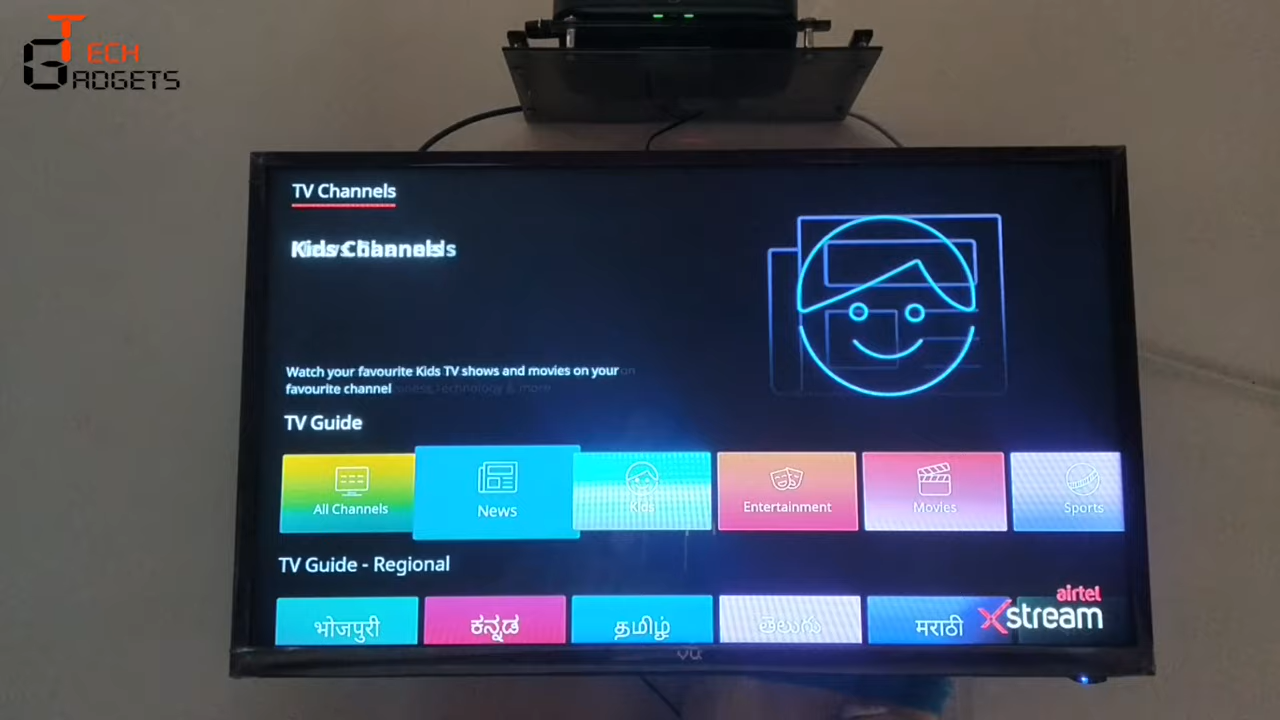 TECH
GADGETS
TV Channels
Kids Channels
Watch your favourite Kids TV shows and movies on your
favourite channel
TV Guide
All Channels
News
Kids
Entertainment
Movies
Sports
TV Guide - Regional
भोजपुरी
ಕನ್ನಡ
தமிழ்
తెలుగు
मराठी
airtel
Xstream